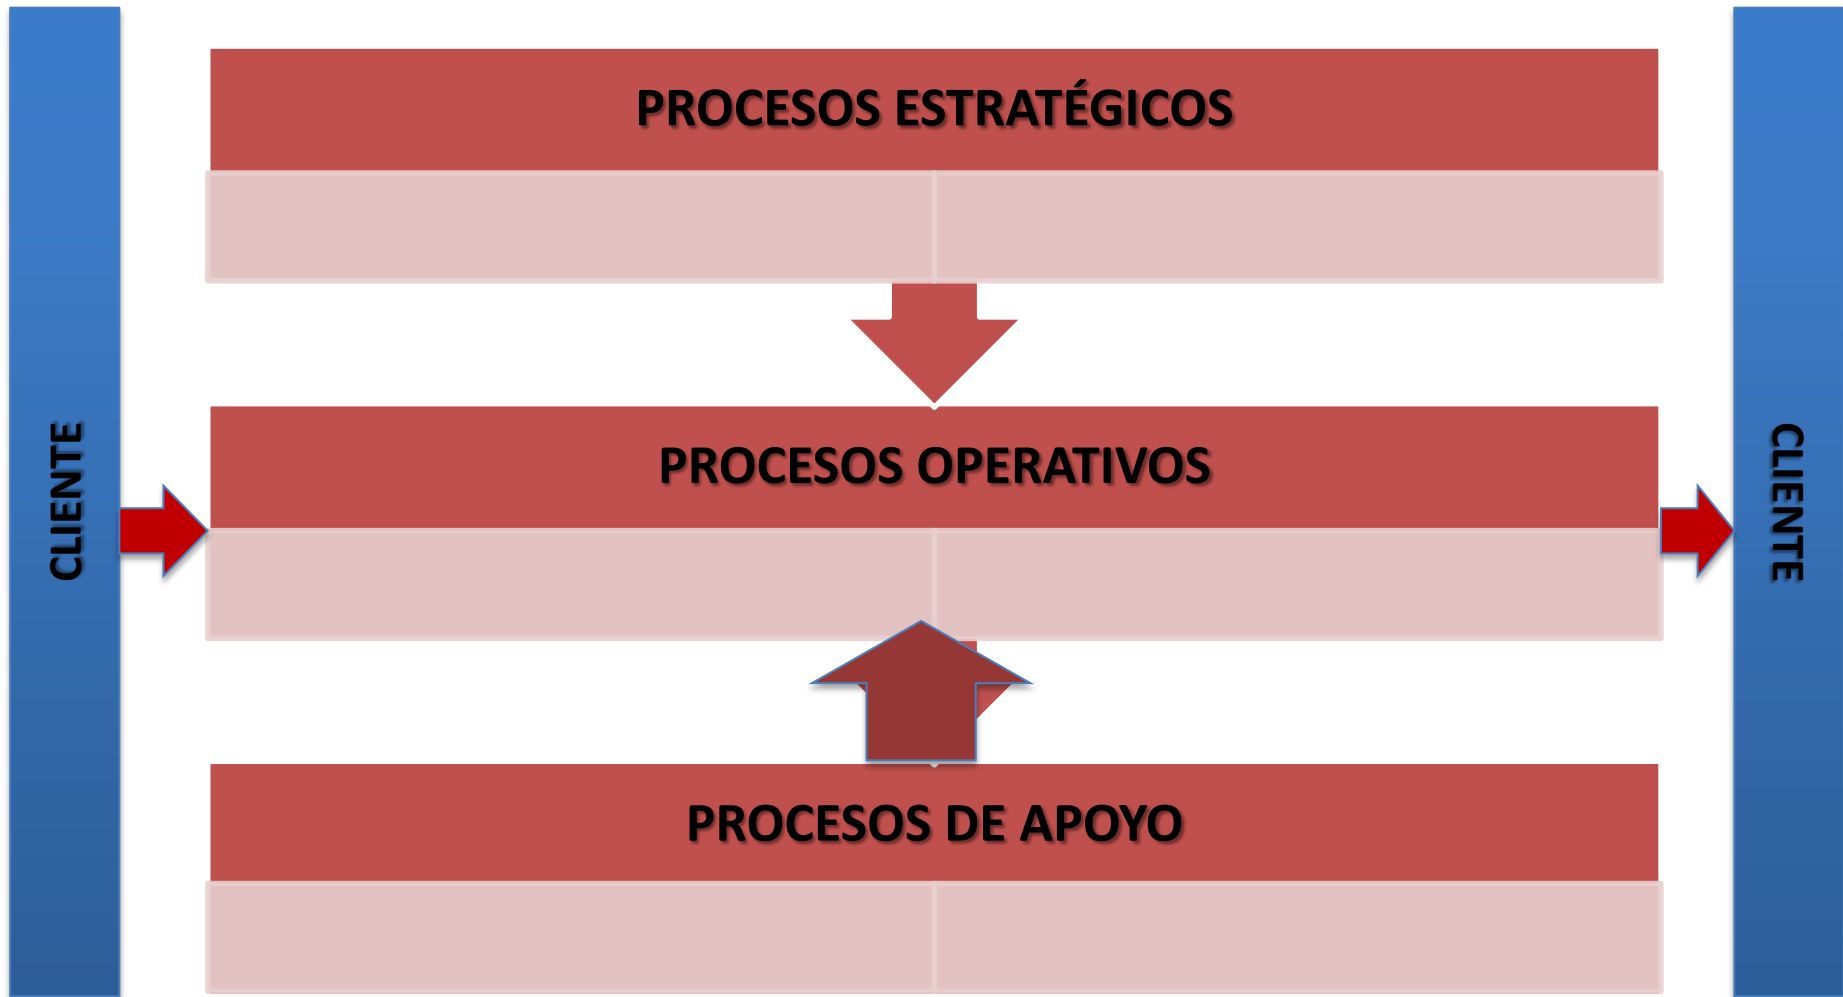 PROCESOS ESTRATÉGICOS
CLIENTE
PROCESOS OPERATIVOS
CLIENTE
PROCESOS DE APOYO